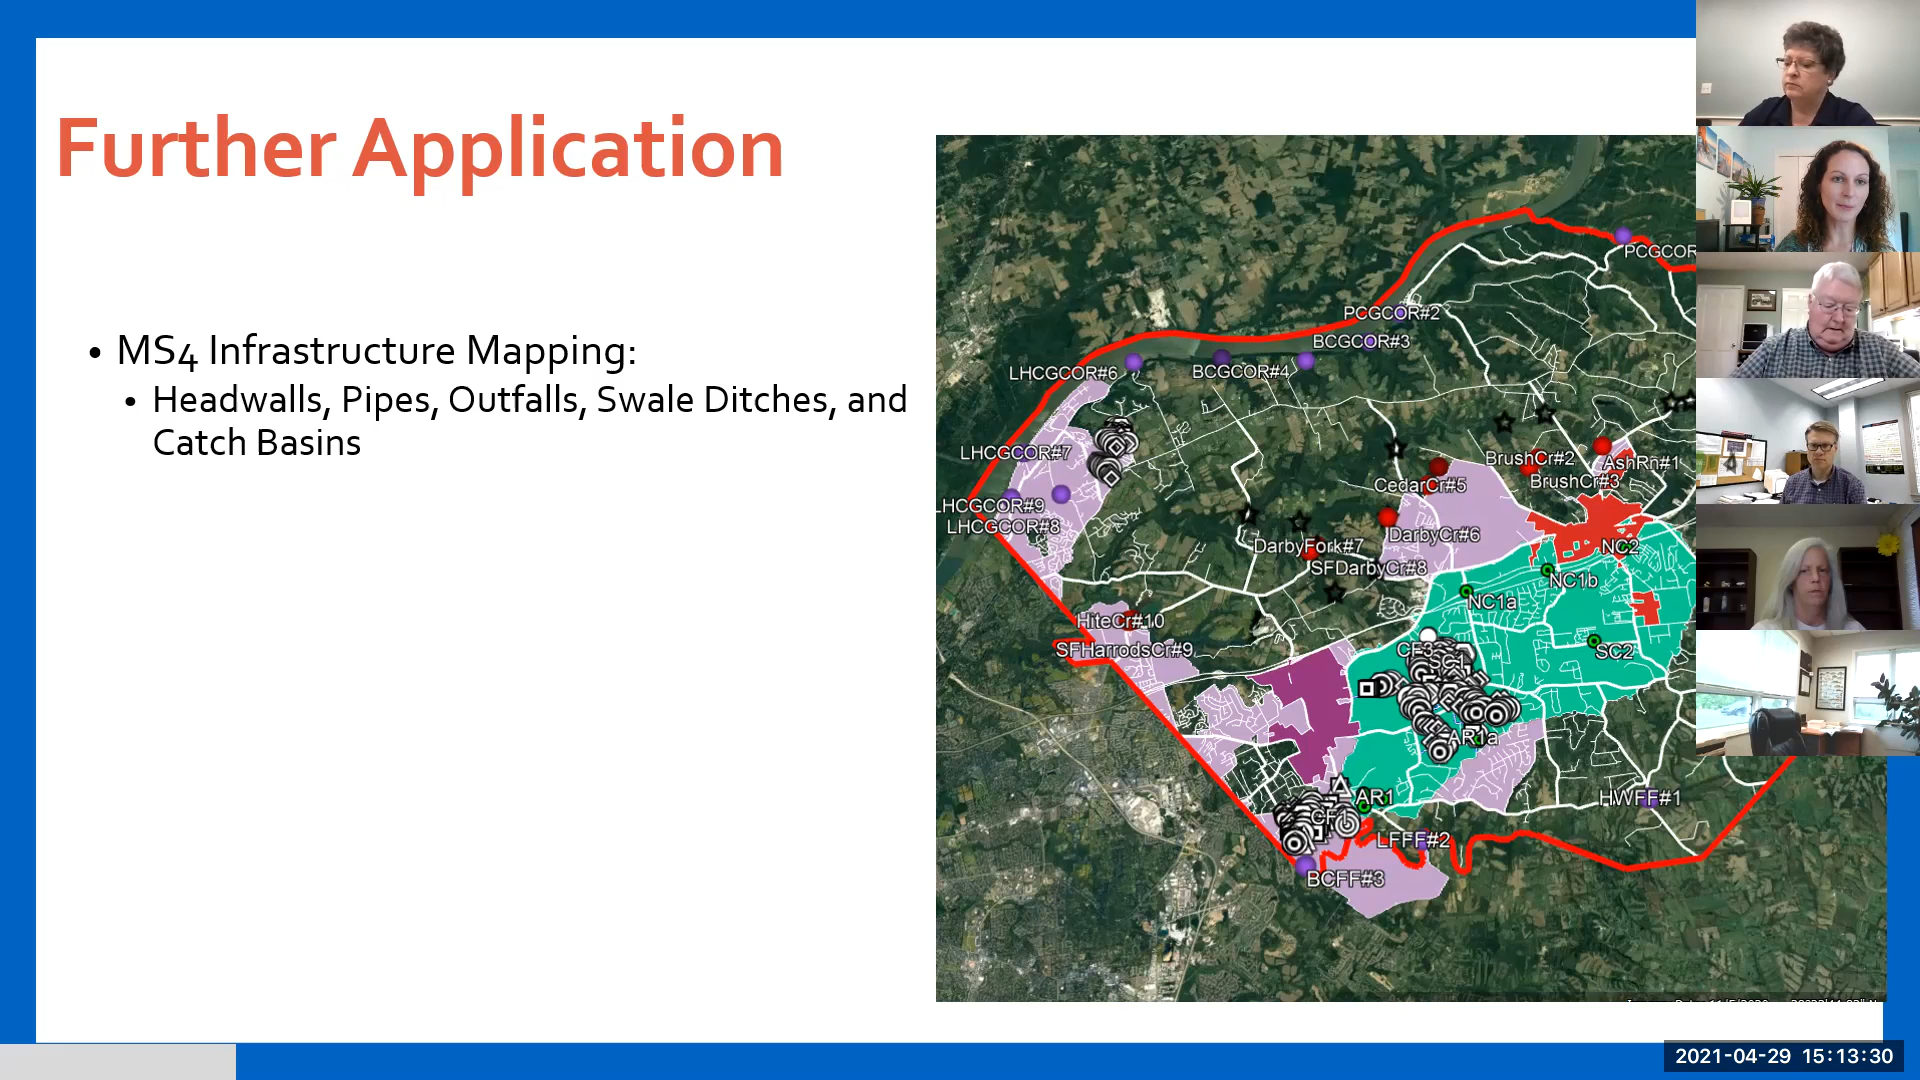 Further Application
• MS4 Infrastructure Mapping:
• Headwalls, Pipes, Outfalls, Swale Ditches, and
Catch Basins
PCGCOR
PCGCOR#2
BCGCOR#3
LHCGCOR#6
BCGCOR#4
LHCGCOR#7
BrushCr#2
AshRn#1
CedarCr#5
BrushCr#3
LHCGCOR#9
LHCGCOR#8
DarbyCr#6
DarbyFork#7
NC2
SFDarbyCr#8
NC1b
NC1a
HiteCr#10
SFHarrodsCr#9
CF3
SC1
SC2
AR1a
AR1
HWFF#1
CF1
LFFF#2
BCFF#3
2021-04-29 15:13:30